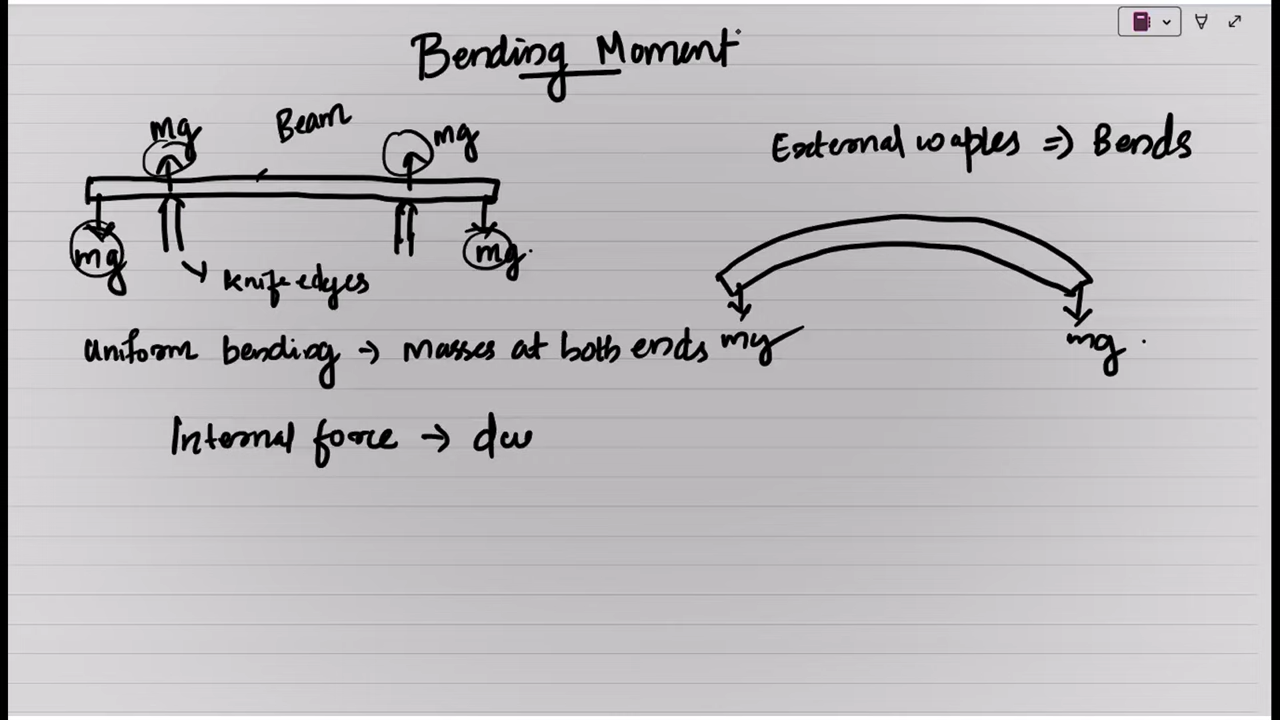 Bending Moment
mg Beam mg
External couples => Bends
mg mg
→ Knife edges
Uniform bending → masses at both ends
mg mg
Internal force → du